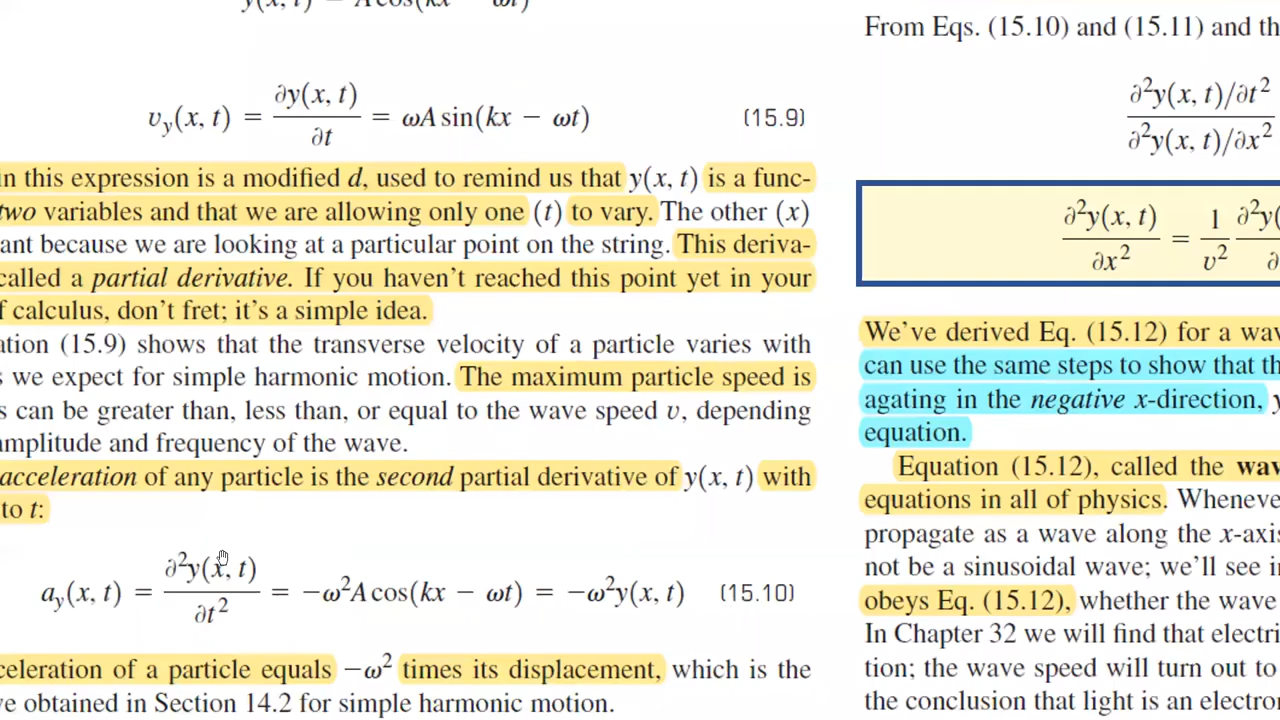 y(x, t) = A cos(kx − ωt)
v_y(x, t) = ∂y(x, t)/∂t = ωA sin(kx − ωt) (15.9)
in this expression is a modified d, used to remind us that y(x, t) is a func-
two variables and that we are allowing only one (t) to vary. The other (x)
ant because we are looking at a particular point on the string. This deriva-
called a partial derivative. If you haven't reached this point yet in your
f calculus, don't fret; it's a simple idea.
ation (15.9) shows that the transverse velocity of a particle varies with
s we expect for simple harmonic motion. The maximum particle speed is
s can be greater than, less than, or equal to the wave speed v, depending
amplitude and frequency of the wave.
acceleration of any particle is the second partial derivative of y(x, t) with
to t:
a_y(x, t) = ∂²y(x, t)/∂t² = −ω²A cos(kx − ωt) = −ω²y(x, t) (15.10)
celeration of a particle equals −ω² times its displacement, which is the
ve obtained in Section 14.2 for simple harmonic motion.
From Eqs. (15.10) and (15.11) and th
∂²y(x, t)/∂t²
∂²y(x, t)/∂x²
∂²y(x, t)/∂x² = 1/v² ∂²y(
We've derived Eq. (15.12) for a wav
can use the same steps to show that th
agating in the negative x-direction, y
equation.
Equation (15.12), called the wav
equations in all of physics. Wheneve
propagate as a wave along the x-axis
not be a sinusoidal wave; we'll see in
obeys Eq. (15.12), whether the wave
In Chapter 32 we will find that electri
tion; the wave speed will turn out to
the conclusion that light is an electron